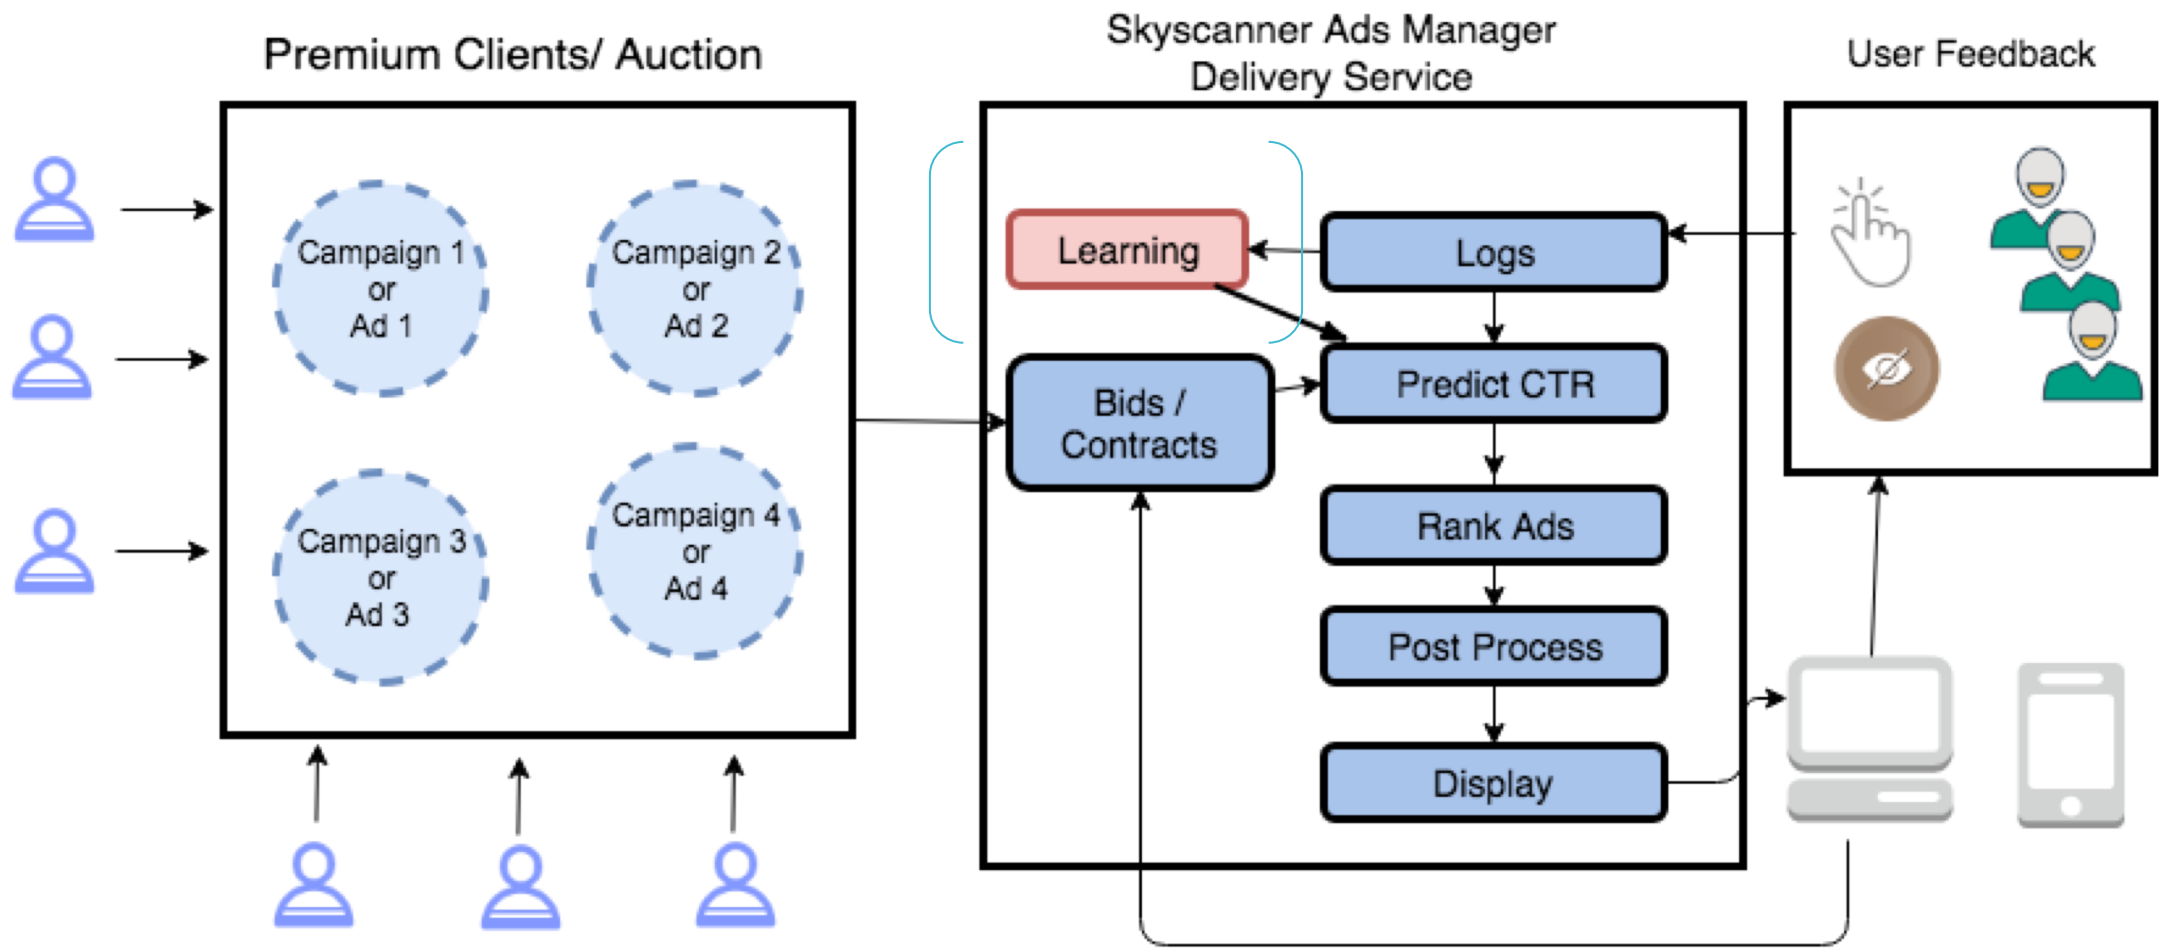 Premium Clients/ Auction
Skyscanner Ads Manager
Delivery Service
User Feedback
Campaign 1
or
Ad 1
Campaign 2
or
Ad 2
Campaign 3
or
Ad 3
Campaign 4
or
Ad 4
Learning
Logs
Bids /
Contracts
Predict CTR
Rank Ads
Post Process
Display